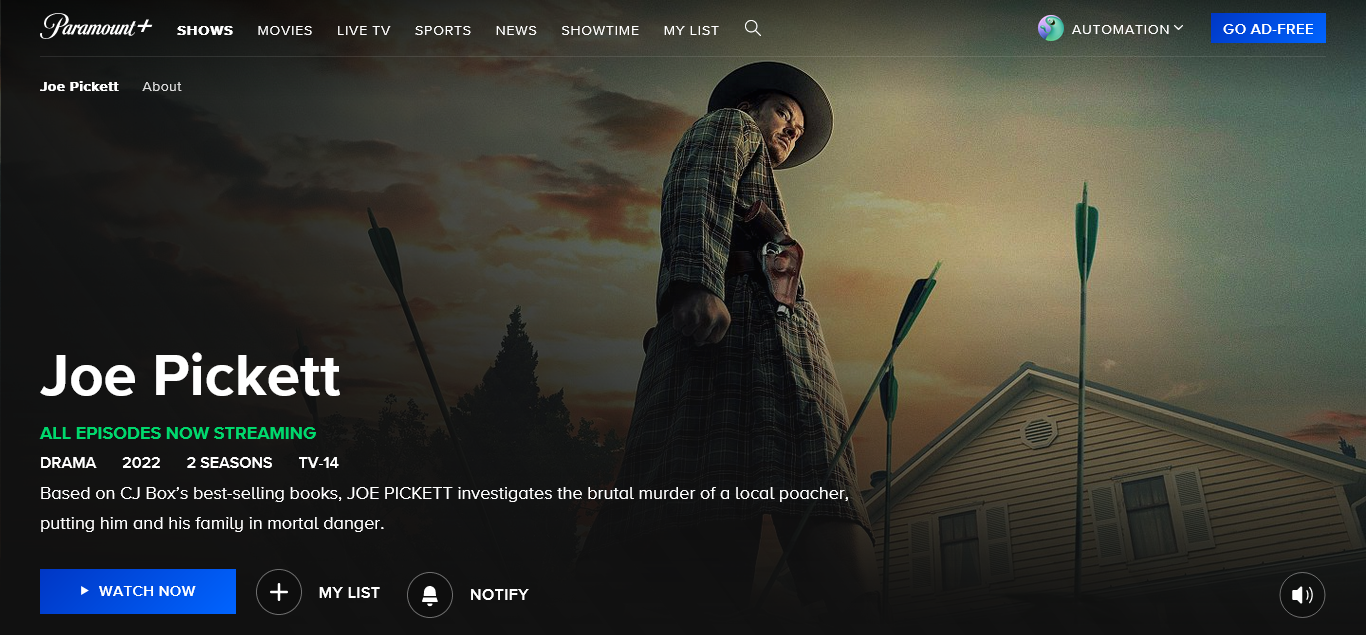 Paramount+ SHOWS MOVIES LIVE TV SPORTS NEWS SHOWTIME MY LIST AUTOMATION GO AD-FREE
Joe Pickett About
Joe Pickett
ALL EPISODES NOW STREAMING
DRAMA 2022 2 SEASONS TV-14
Based on CJ Box’s best-selling books, JOE PICKETT investigates the brutal murder of a local poacher,
putting him and his family in mortal danger.
WATCH NOW MY LIST NOTIFY